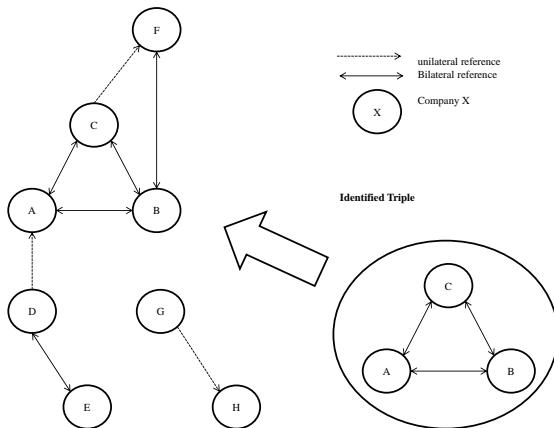 F
unilateral reference
Bilateral reference
X
Company X
C
A
B
Identified Triple
D
G
C
A
B
E
H